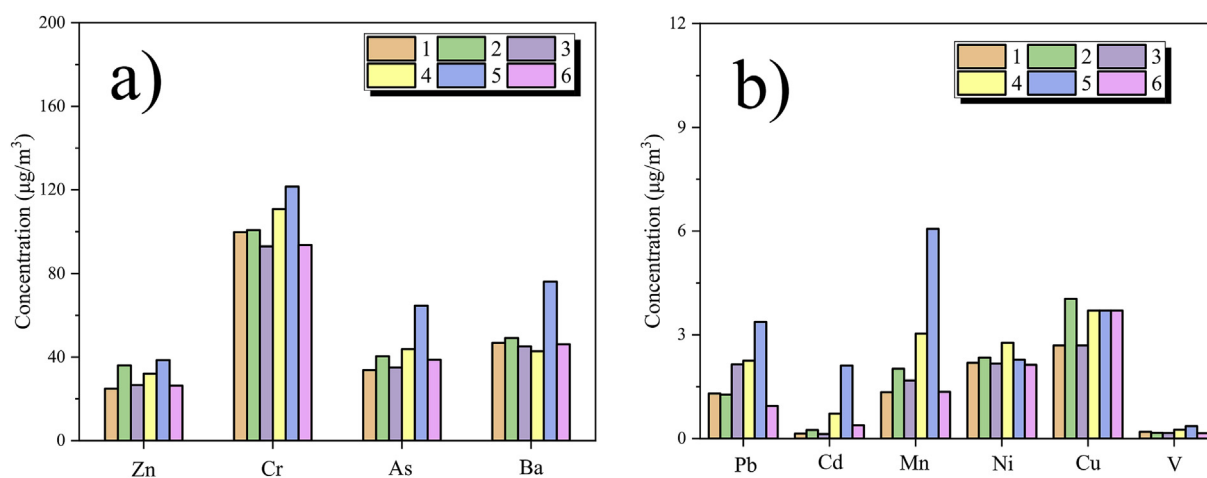 a)
1 2 3
4 5 6
Concentration (μg/m³)
200
160
120
80
40
0
Zn Cr As Ba
b)
1 2 3
4 5 6
Concentration (μg/m³)
12
9
6
3
0
Pb Cd Mn Ni Cu V